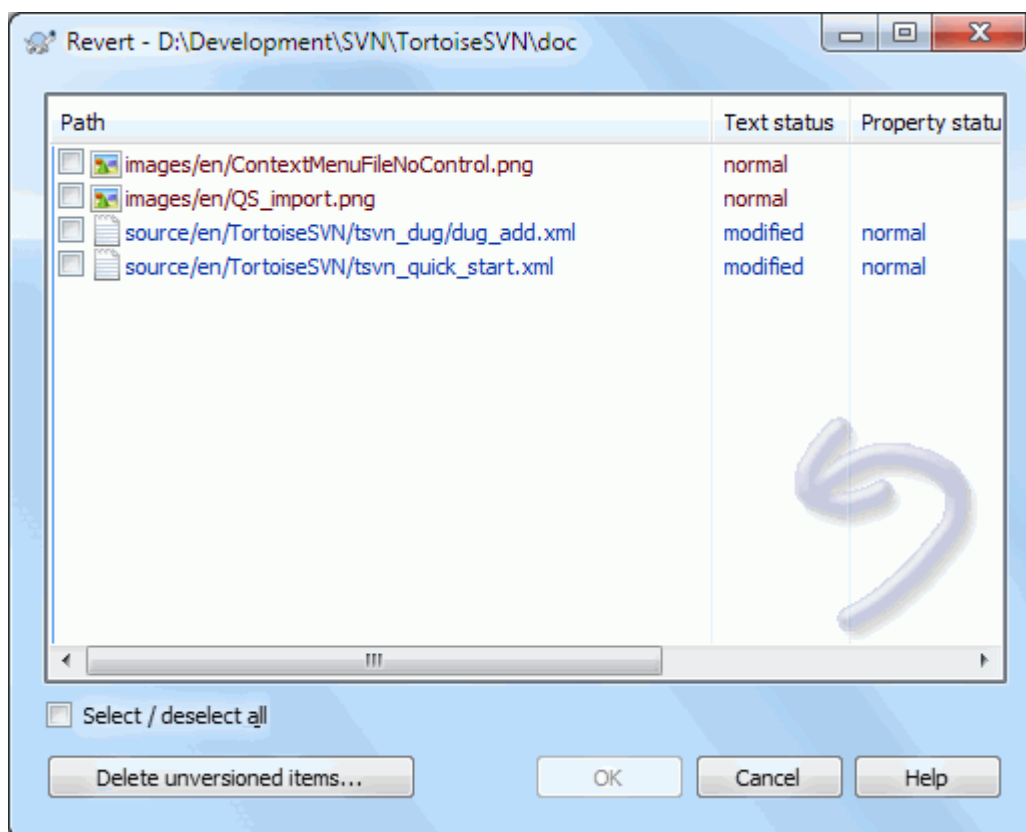 Revert - D:\Development\SVN\TortoiseSVN\doc
Path Text status Property statu
images/en/ContextMenuFileNoControl.png normal
images/en/QS_import.png normal
source/en/TortoiseSVN/tsvn_dug/dug_add.xml modified normal
source/en/TortoiseSVN/tsvn_quick_start.xml modified normal
Select / deselect all
Delete unversioned items... OK Cancel Help